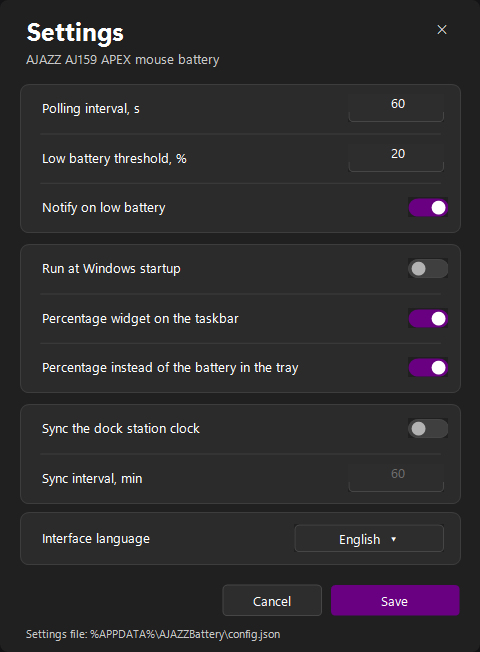 Settings
AJAZZ AJ159 APEX mouse battery
Polling interval, s 60
Low battery threshold, % 20
Notify on low battery
Run at Windows startup
Percentage widget on the taskbar
Percentage instead of the battery in the tray
Sync the dock station clock
Sync interval, min 60
Interface language English
Cancel Save
Settings file: %APPDATA%\AJAZZBattery\config.json